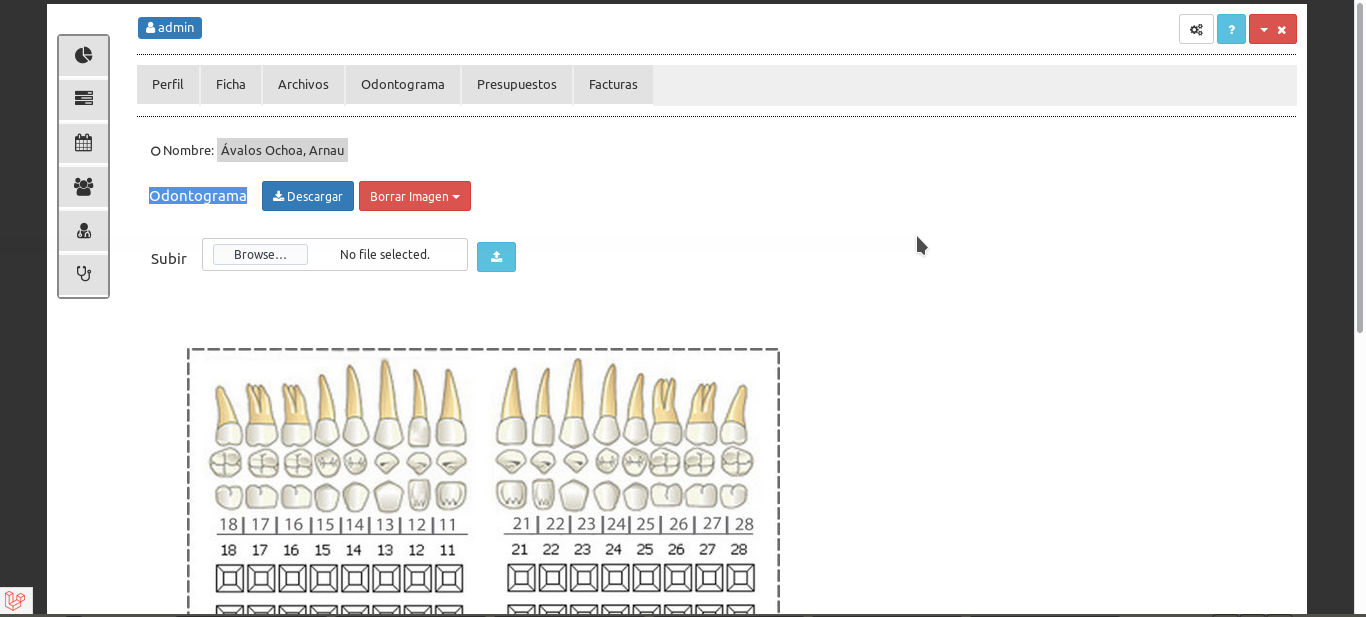 admin
?
Perfil Ficha Archivos Odontograma Presupuestos Facturas
Nombre: Ávalos Ochoa, Arnau
Odontograma Descargar Borrar Imagen
Subir Browse... No file selected.
18 17 16 15 14 13 12 11 21 22 23 24 25 26 27 28
18 17 16 15 14 13 12 11 21 22 23 24 25 26 27 28